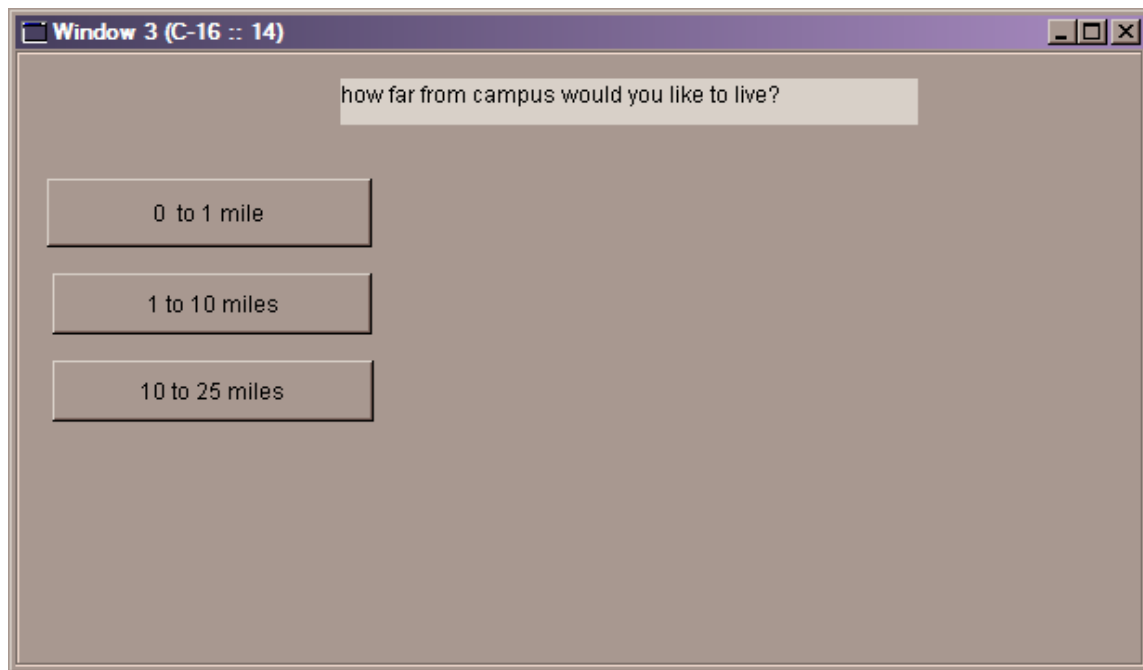 Window 3 (C-16 :: 14)
how far from campus would you like to live?
0 to 1 mile
1 to 10 miles
10 to 25 miles